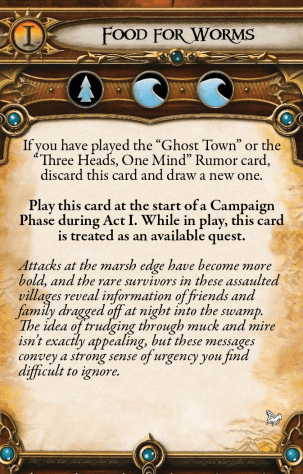 I
Food for Worms
If you have played the “Ghost Town” or the
“Three Heads, One Mind” Rumor card,
discard this card and draw a new one.
Play this card at the start of a Campaign
Phase during Act I. While in play, this card
is treated as an available quest.
Attacks at the marsh edge have become more
bold, and the rare survivors in these assaulted
villages reveal information of friends and
family dragged off at night into the swamp.
The idea of trudging through muck and mire
isn’t exactly appealing, but these messages
convey a strong sense of urgency you find
difficult to ignore.